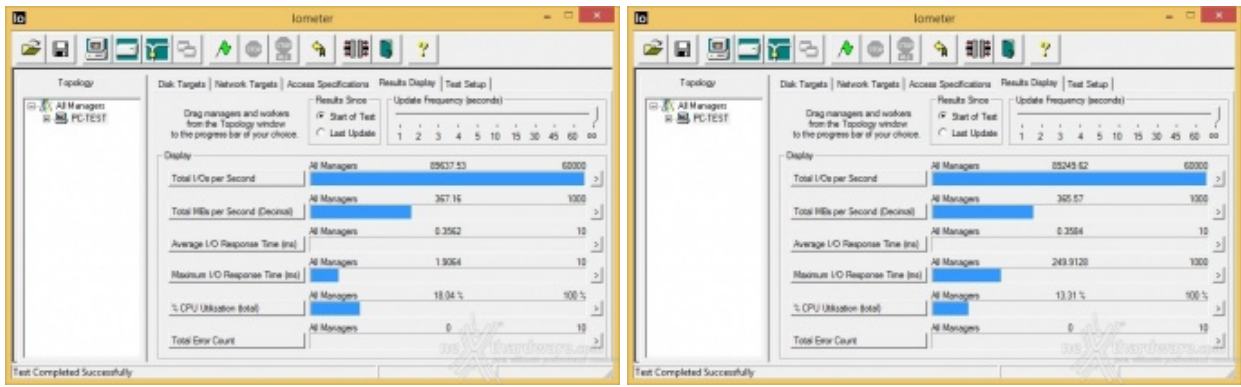 Iometer
Topology
All Managers
PC-TEST
Disk Targets Network Targets Access Specifications Results Display Test Setup
Drag managers and workers
from the Topology window
to the progress bar of your choice.
Results Since
Start of Test
Last Update
Update Frequency (seconds)
1 2 3 4 5 10 15 30 45 60 oo
Display
All Managers 89637.53 60000
Total I/Os per Second
All Managers 367.16 1000
Total MBs per Second (Decimal)
All Managers 0.3562 10
Average I/O Response Time (ms)
All Managers 1.9064 10
Maximum I/O Response Time (ms)
All Managers 18.04 % 100 %
% CPU Utilization (total)
All Managers 0 10
Total Error Count
Test Completed Successfully
Iometer
Topology
All Managers
PC-TEST
Disk Targets Network Targets Access Specifications Results Display Test Setup
Drag managers and workers
from the Topology window
to the progress bar of your choice.
Results Since
Start of Test
Last Update
Update Frequency (seconds)
1 2 3 4 5 10 15 30 45 60 oo
Display
All Managers 89249.62 60000
Total I/Os per Second
All Managers 365.57 1000
Total MBs per Second (Decimal)
All Managers 0.3584 10
Average I/O Response Time (ms)
All Managers 249.9128 1000
Maximum I/O Response Time (ms)
All Managers 13.31 % 100 %
% CPU Utilization (total)
All Managers 0 10
Total Error Count
Test Completed Successfully